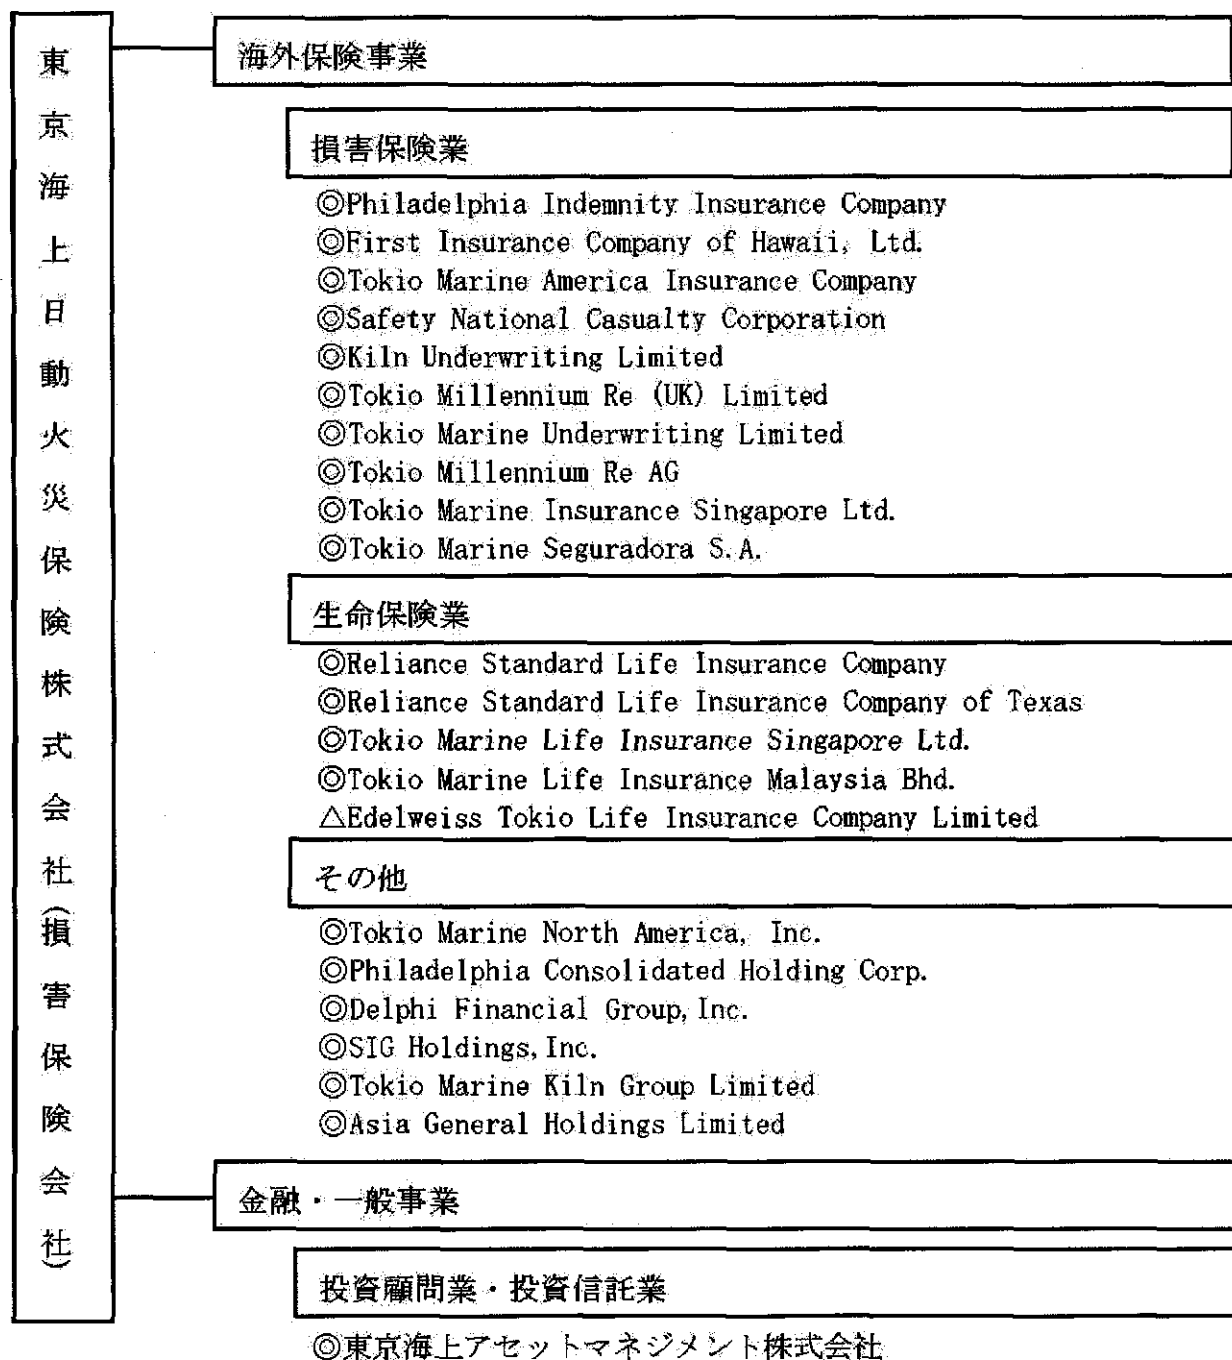 東京海上日動火災保険株式会社(損害保険会社)
海外保険事業
損害保険業
◎Philadelphia Indemnity Insurance Company
◎First Insurance Company of Hawaii, Ltd.
◎Tokio Marine America Insurance Company
◎Safety National Casualty Corporation
◎Kiln Underwriting Limited
◎Tokio Millennium Re (UK) Limited
◎Tokio Marine Underwriting Limited
◎Tokio Millennium Re AG
◎Tokio Marine Insurance Singapore Ltd.
◎Tokio Marine Seguradora S.A.
生命保険業
◎Reliance Standard Life Insurance Company
◎Reliance Standard Life Insurance Company of Texas
◎Tokio Marine Life Insurance Singapore Ltd.
◎Tokio Marine Life Insurance Malaysia Bhd.
△Edelweiss Tokio Life Insurance Company Limited
その他
◎Tokio Marine North America, Inc.
◎Philadelphia Consolidated Holding Corp.
◎Delphi Financial Group,Inc.
◎SIG Holdings,Inc.
◎Tokio Marine Kiln Group Limited
◎Asia General Holdings Limited
金融・一般事業
投資顧問業・投資信託業
◎東京海上アセットマネジメント株式会社